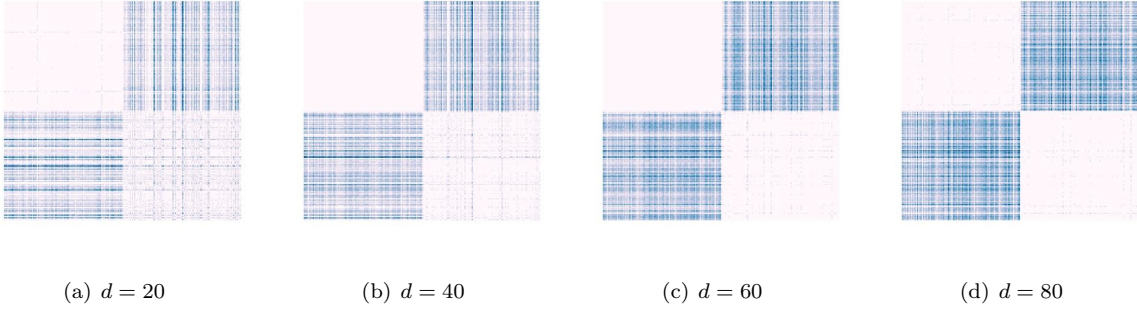 (a) d = 20
(b) d = 40
(c) d = 60
(d) d = 80